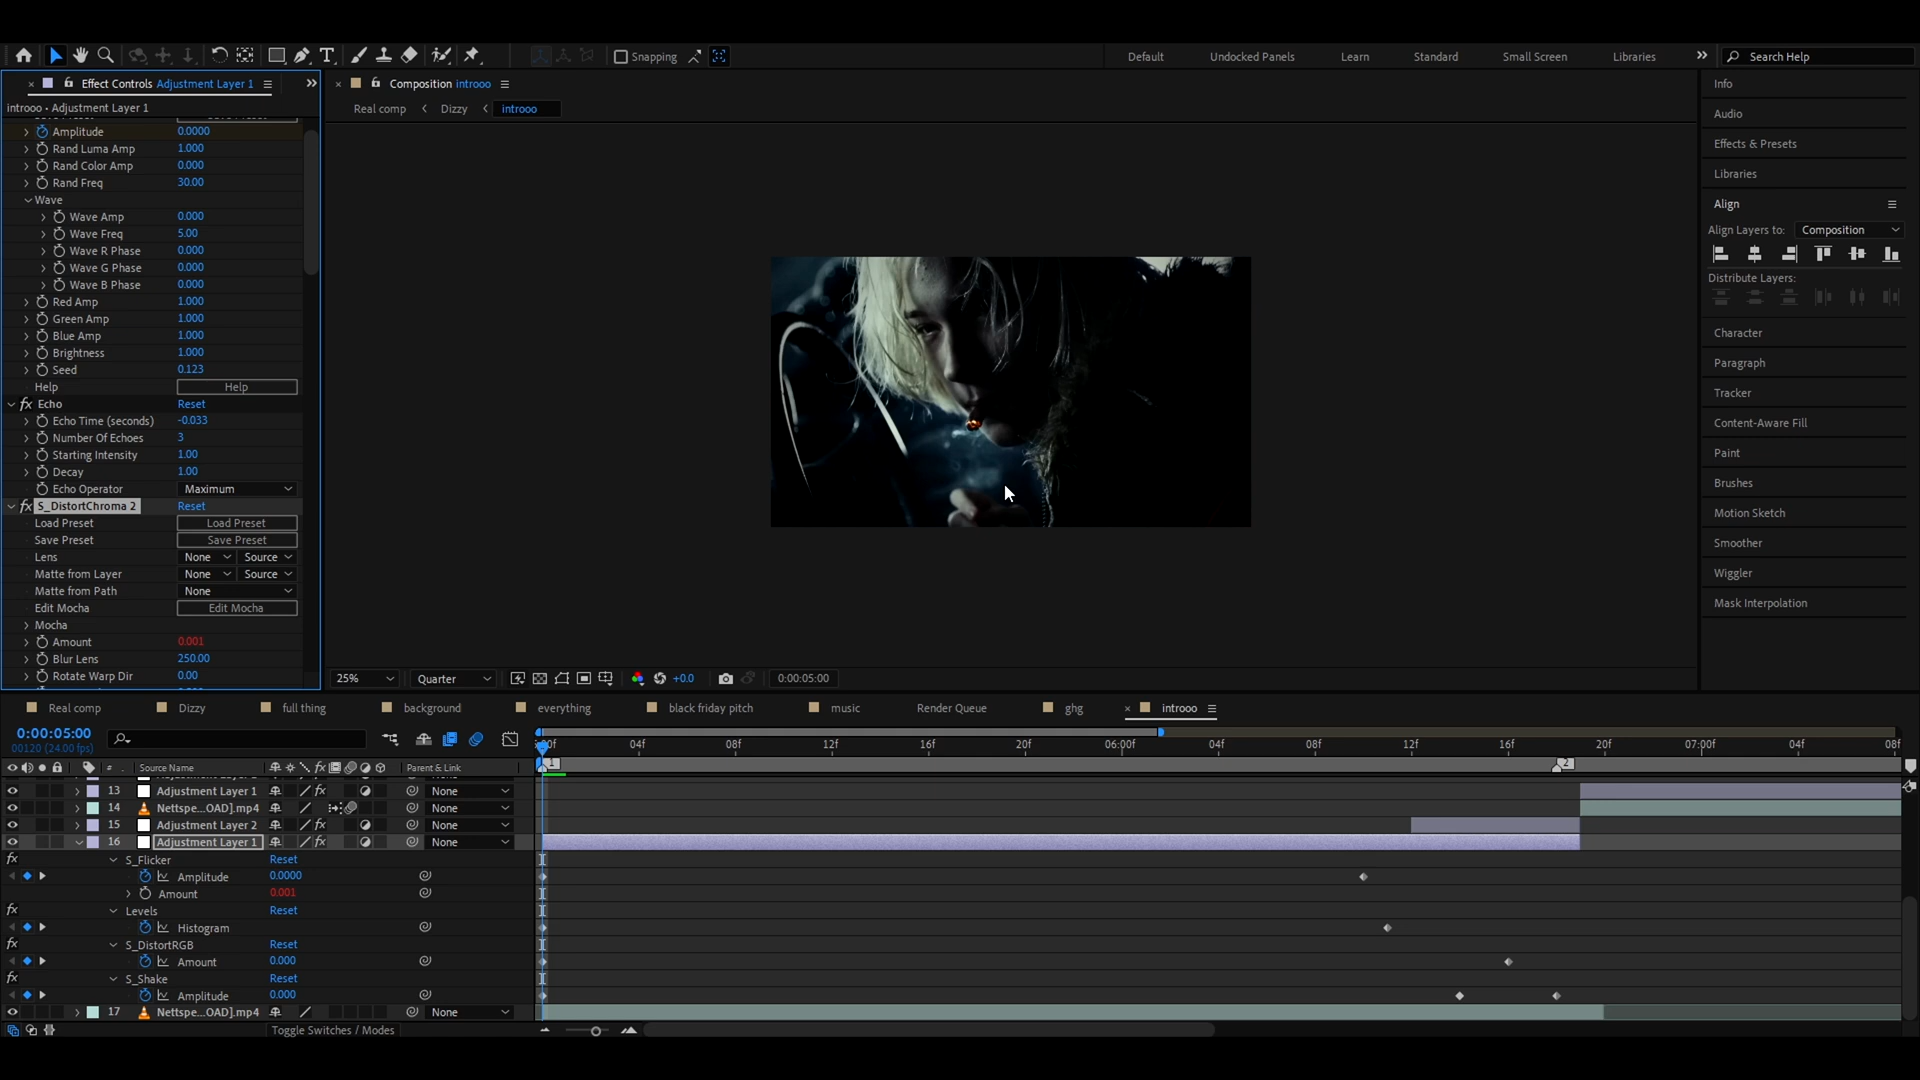 Snapping
Default
Undocked Panels
Learn
Standard
Small Screen
Libraries
Search Help
Effect Controls Adjustment Layer 1
introoo • Adjustment Layer 1
Amplitude 0.0000
Rand Luma Amp 1.000
Rand Color Amp 0.000
Rand Freq 30.00
Wave
Wave Amp 0.000
Wave Freq 5.00
Wave R Phase 0.000
Wave G Phase 0.000
Wave B Phase 0.000
Red Amp 1.000
Green Amp 1.000
Blue Amp 1.000
Brightness 1.000
Seed 0.123
Help Help
fx Echo Reset
Echo Time (seconds) -0.033
Number Of Echoes 3
Starting Intensity 1.00
Decay 1.00
Echo Operator Maximum
fx S_DistortChroma 2 Reset
Load Preset Load Preset
Save Preset Save Preset
Lens None Source
Matte from Layer None Source
Matte from Path None
Edit Mocha Edit Mocha
Mocha
Amount 0.001
Blur Lens 250.00
Rotate Warp Dir 0.00
Composition introoo
Real comp Dizzy introoo
25% Quarter +0.0 0:00:05:00
Info
Audio
Effects & Presets
Libraries
Align
Align Layers to: Composition
Distribute Layers:
Character
Paragraph
Tracker
Content-Aware Fill
Paint
Brushes
Motion Sketch
Smoother
Wiggler
Mask Interpolation
Real comp Dizzy full thing background everything black friday pitch music Render Queue ghg introoo
0:00:05:00
00120 (24.00 fps)
:00f 04f 08f 12f 16f 20f 06:00f 04f 08f 12f 16f 20f 07:00f 04f 08f
# Source Name fx Parent & Link
1 2
13 Adjustment Layer 1 fx None
14 Nettspe...OAD].mp4 None
15 Adjustment Layer 2 fx None
16 Adjustment Layer 1 fx None
fx S_Flicker Reset
Amplitude 0.0000
Amount 0.001
fx Levels Reset
Histogram
fx S_DistortRGB Reset
Amount 0.000
fx S_Shake Reset
Amplitude 0.000
17 Nettspe...OAD].mp4 None
Toggle Switches / Modes